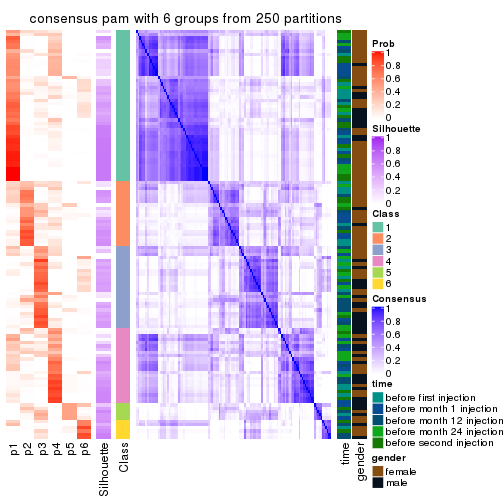 consensus pam with 6 groups from 250 partitions
Prob
1
0.8
0.6
0.4
0.2
0
Silhouette
1
0.8
0.6
0.4
0.2
0
Class
1
2
3
4
5
6
Consensus
1
0.8
0.6
0.4
0.2
0
time
before first injection
before month 1 injection
before month 12 injection
before month 24 injection
before second injection
gender
female
male
p1
p2
p3
p4
p5
p6
Silhouette
Class
time
gender